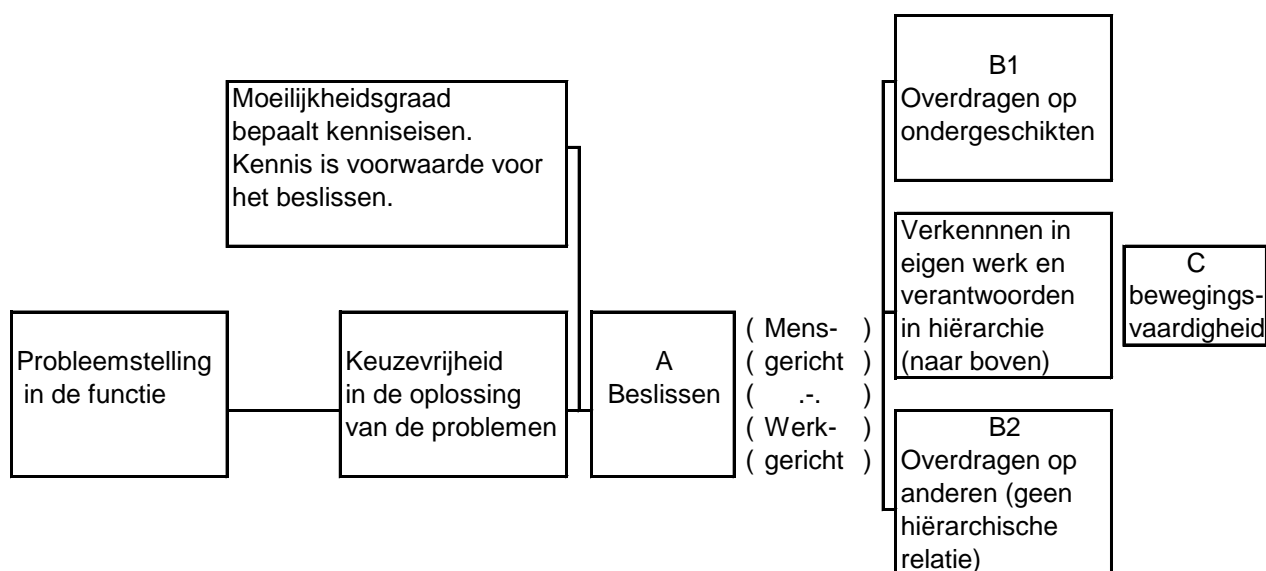 Moeilijkheidsgraad
bepaalt kenniseisen.
Kennis is voorwaarde voor
het beslissen.
Probleemstelling
in de functie
Keuzevrijheid
in de oplossing
van de problemen
A
Beslissen
( Mens- )
( gericht )
( .-. )
( Werk- )
( gericht )
B1
Overdragen op
ondergeschikten
Verkennnen in
eigen werk en
verantwoorden
in hiërarchie
(naar boven)
C
bewegings-
vaardigheid
B2
Overdragen op
anderen (geen
hiërarchische
relatie)